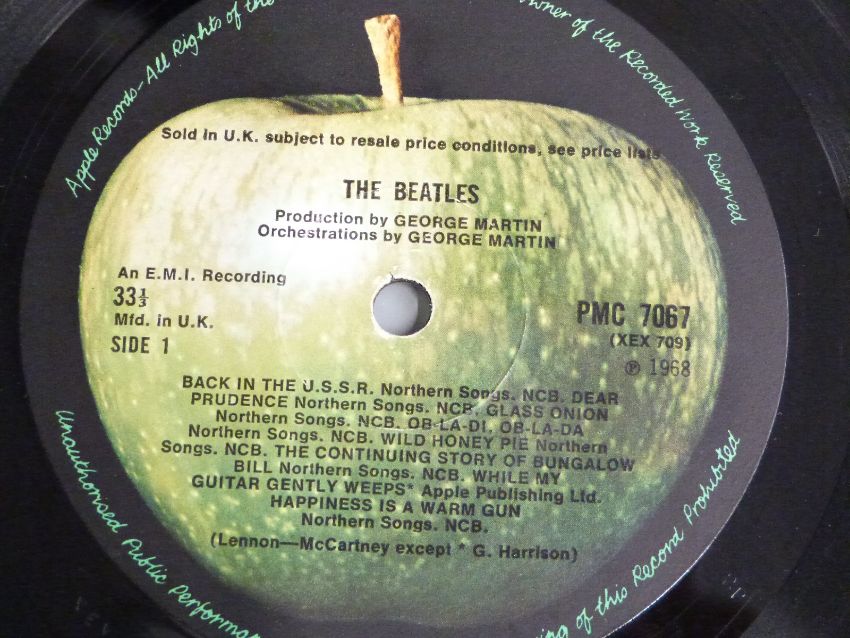 Apple Records-All Rights of the
owner of the Recorded Work Reserved
Sold in U.K. subject to resale price conditions, see price lists
THE BEATLES
Production by GEORGE MARTIN
Orchestrations by GEORGE MARTIN
An E.M.I. Recording
33⅓
Mfd. in U.K.
SIDE 1
PMC 7067
(XEX 709)
℗ 1968
BACK IN THE U.S.S.R. Northern Songs. NCB. DEAR
PRUDENCE Northern Songs. NCB. GLASS ONION
Northern Songs. NCB. OB-LA-DI, OB-LA-DA
Northern Songs. NCB. WILD HONEY PIE Northern
Songs. NCB. THE CONTINUING STORY OF BUNGALOW
BILL Northern Songs. NCB. WHILE MY
GUITAR GENTLY WEEPS* Apple Publishing Ltd.
HAPPINESS IS A WARM GUN
Northern Songs. NCB.
(Lennon—McCartney except * G. Harrison)
Unauthorised Public Performan
ing of this Record Prohibited